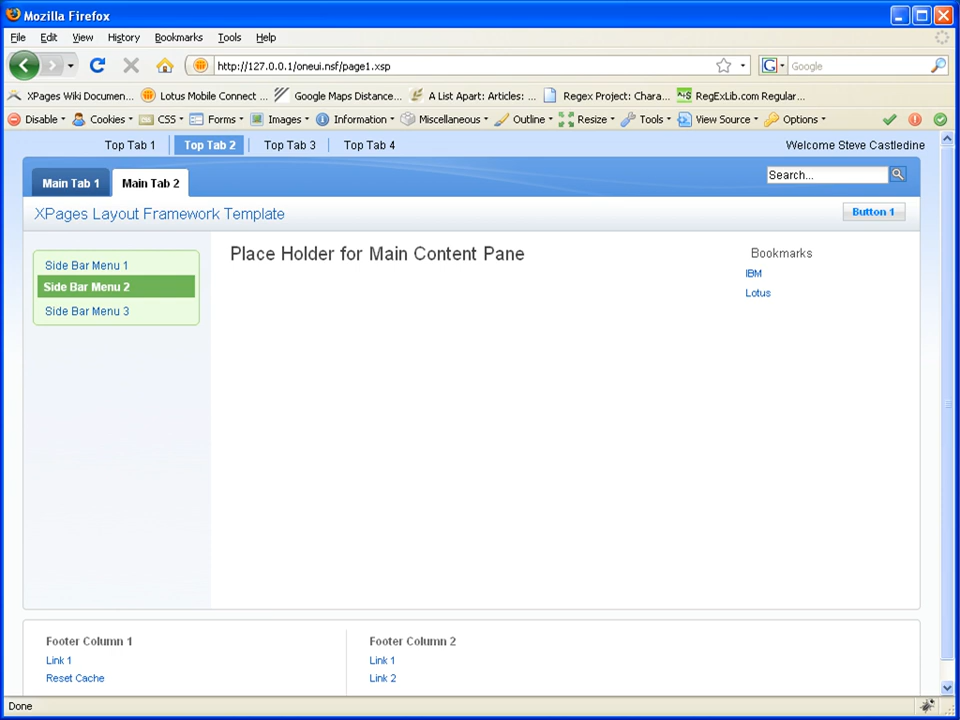 Mozilla Firefox
File Edit View History Bookmarks Tools Help
http://127.0.0.1/oneui.nsf/page1.xsp G Google
XPages Wiki Documen... Lotus Mobile Connect ... Google Maps Distance... A List Apart: Articles: ... Regex Project: Chara... RegExLib.com Regular...
Disable Cookies CSS Forms Images Information Miscellaneous Outline Resize Tools View Source Options
Top Tab 1 Top Tab 2 Top Tab 3 Top Tab 4 Welcome Steve Castledine
Main Tab 1 Main Tab 2 Search...
XPages Layout Framework Template Button 1
Place Holder for Main Content Pane Bookmarks
Side Bar Menu 1 IBM
Side Bar Menu 2 Lotus
Side Bar Menu 3
Footer Column 1 Footer Column 2
Link 1 Link 1
Reset Cache Link 2
Done